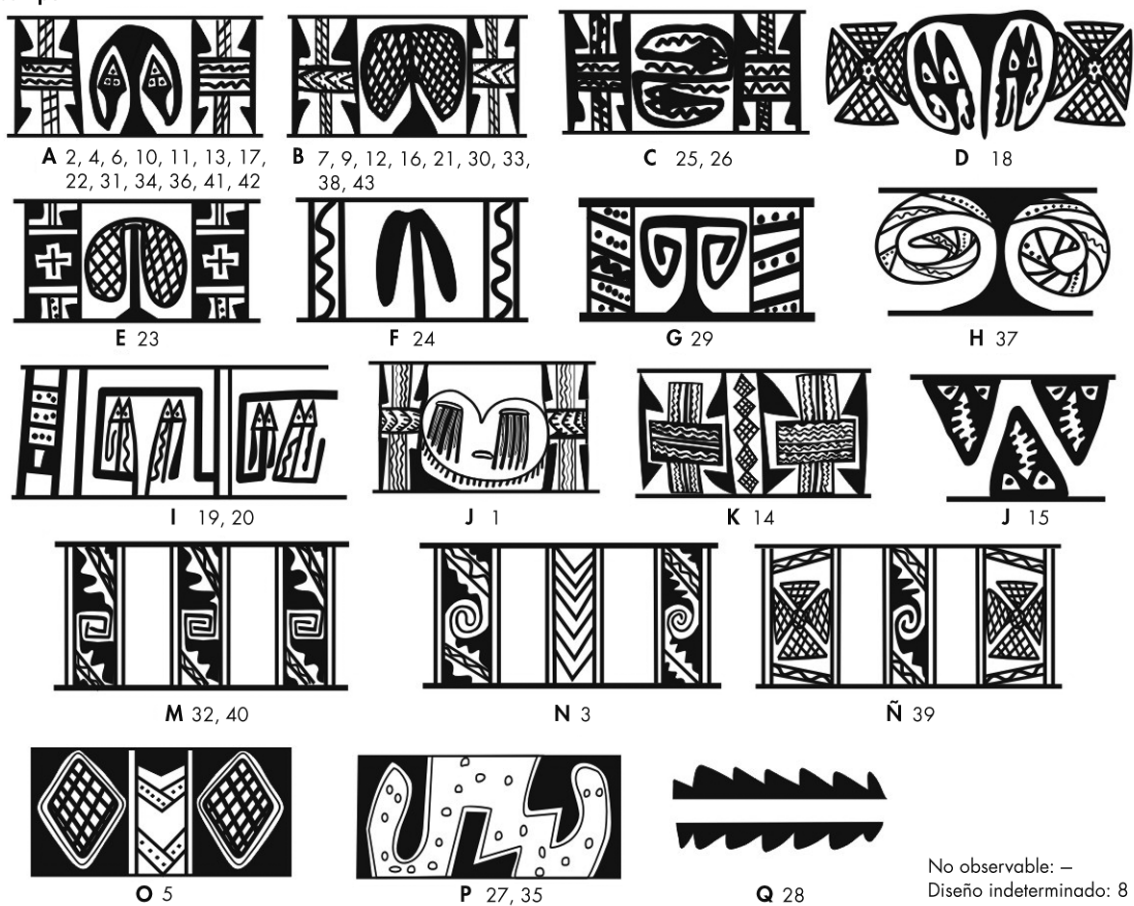 A 2, 4, 6, 10, 11, 13, 17,
22, 31, 34, 36, 41, 42
B 7, 9, 12, 16, 21, 30, 33,
38, 43
C 25, 26
D 18
E 23
F 24
G 29
H 37
I 19, 20
J 1
K 14
J 15
M 32, 40
N 3
Ñ 39
O 5
P 27, 35
Q 28
No observable: –
Diseño indeterminado: 8